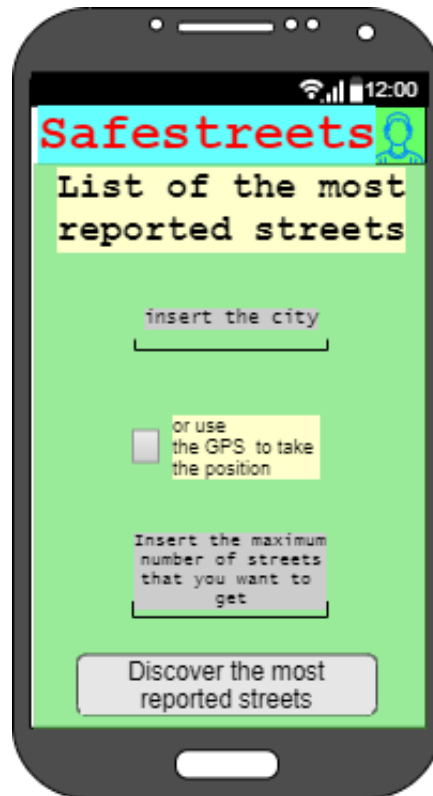 12:00
Safestreets
List of the most
reported streets
insert the city
or use
the GPS to take
the position
Insert the maximum
number of streets
that you want to
get
Discover the most
reported streets